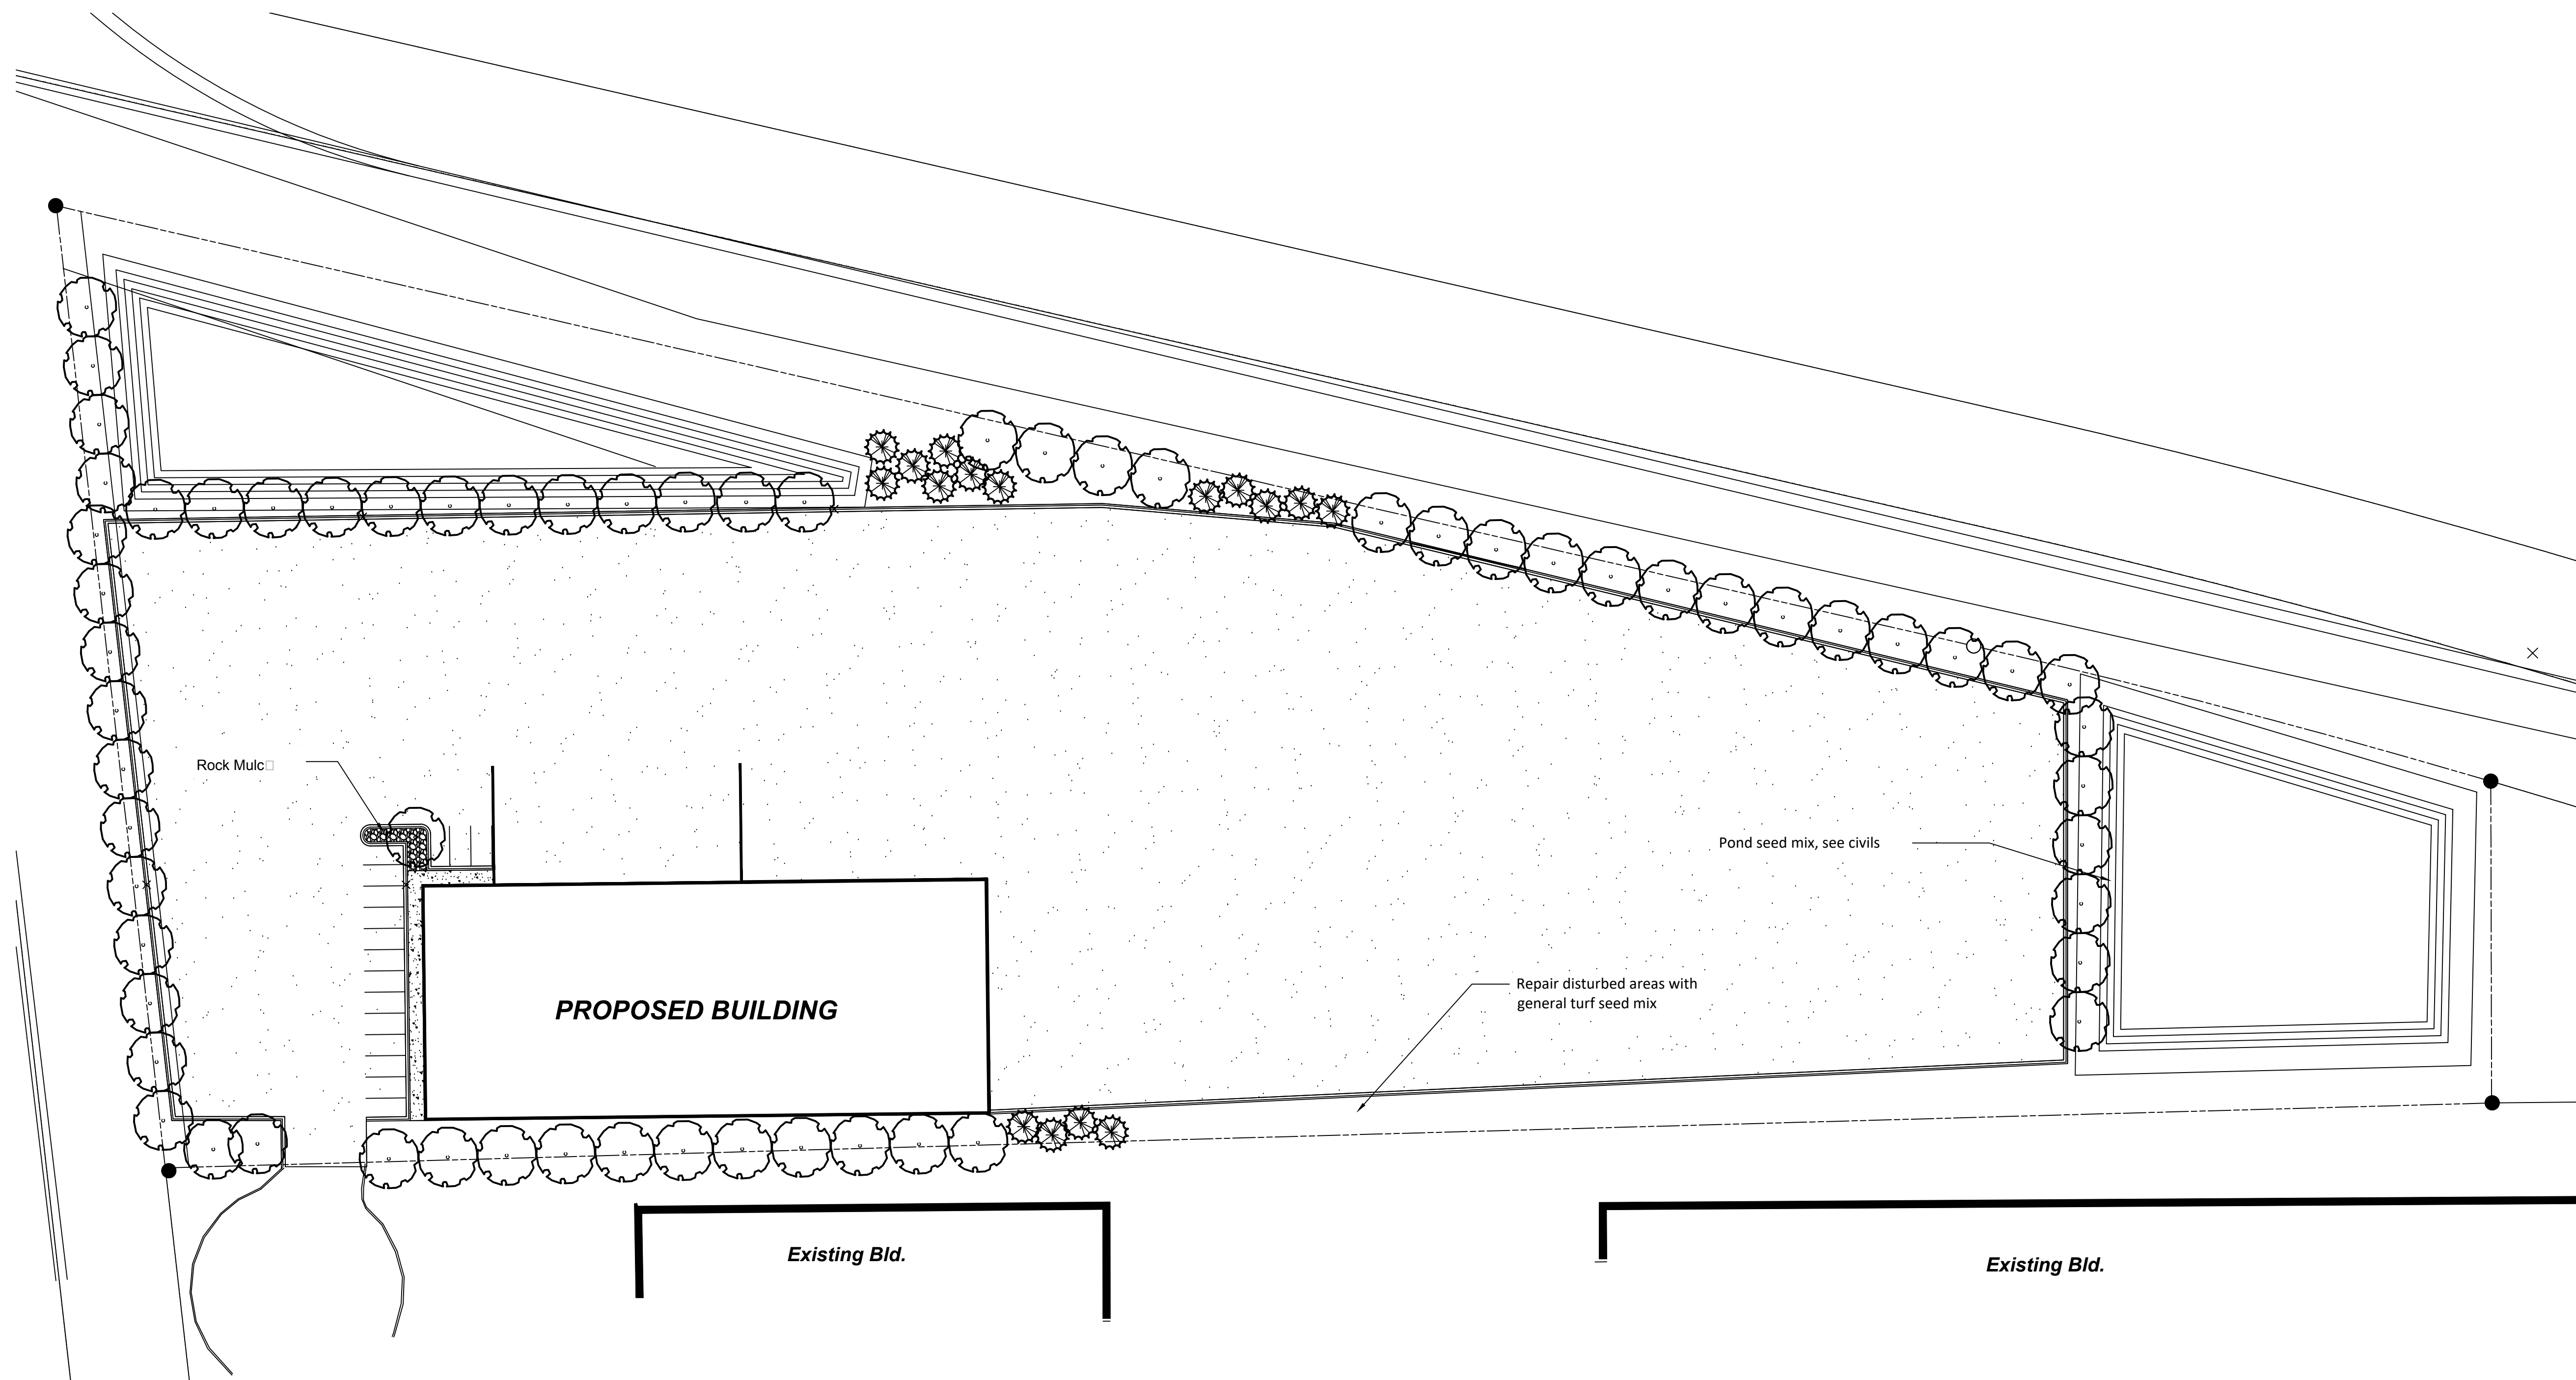 Rock Mulc□
Pond seed mix, see civils
Repair disturbed areas with
general turf seed mix
PROPOSED BUILDING
Existing Bld.
Existing Bld.